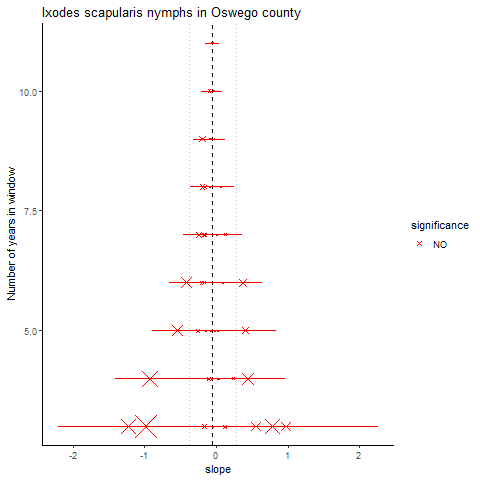 Ixodes scapularis nymphs in Oswego county
10.0
7.5
5.0
Number of years in window
-2
-1
0
1
2
slope
significance
NO